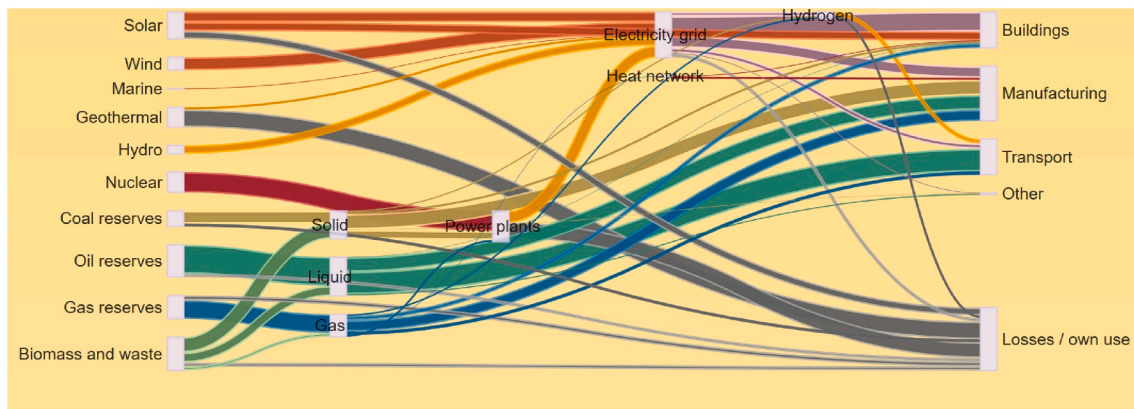 Solar
Wind
Marine
Geothermal
Hydro
Nuclear
Coal reserves
Oil reserves
Gas reserves
Biomass and waste
Solid
Liquid
Gas
Power plants
Electricity grid
Heat network
Hydrogen
Buildings
Manufacturing
Transport
Other
Losses / own use